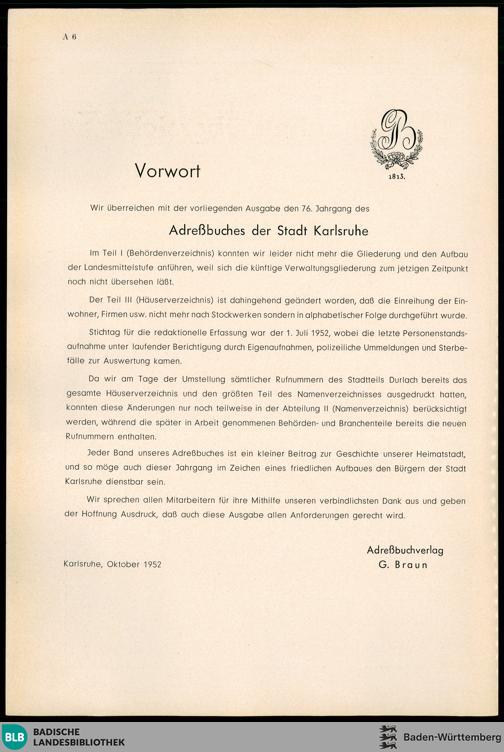 A 6
GB
1813.
Vorwort
Wir überreichen mit der vorliegenden Ausgabe den 76. Jahrgang des
Adreßbuches der Stadt Karlsruhe
Im Teil I (Behördenverzeichnis) konnten wir leider nicht mehr die Gliederung und den Aufbau
der Landesmittelstufe anführen, weil sich die künftige Verwaltungsgliederung zum jetzigen Zeitpunkt
noch nicht übersehen läßt.
Der Teil III (Häuserverzeichnis) ist dahingehend geändert worden, daß die Einreihung der Ein-
wohner, Firmen usw. nicht mehr nach Stockwerken sondern in alphabetischer Folge durchgeführt wurde.
Stichtag für die redaktionelle Erfassung war der 1. Juli 1952, wobei die letzte Personenstands-
aufnahme unter laufender Berichtigung durch Eigenaufnahmen, polizeiliche Ummeldungen und Sterbe-
fälle zur Auswertung kamen.
Da wir am Tage der Umstellung sämtlicher Rufnummern des Stadtteils Durlach bereits das
gesamte Häuserverzeichnis und den größten Teil des Namenverzeichnisses ausgedruckt hatten,
konnten diese Änderungen nur noch teilweise in der Abteilung II (Namenverzeichnis) berücksichtigt
werden, während die später in Arbeit genommenen Behörden- und Branchenteile bereits die neuen
Rufnummern enthalten.
Jeder Band unseres Adreßbuches ist ein kleiner Beitrag zur Geschichte unserer Heimatstadt,
und so möge auch dieser Jahrgang im Zeichen eines friedlichen Aufbaues den Bürgern der Stadt
Karlsruhe dienstbar sein.
Wir sprechen allen Mitarbeitern für ihre Mithilfe unseren verbindlichsten Dank aus und geben
der Hoffnung Ausdruck, daß auch diese Ausgabe allen Anforderungen gerecht wird.
Adreßbuchverlag
Karlsruhe, Oktober 1952
G. Braun
BLB
BADISCHE
LANDESBIBLIOTHEK
Baden-Württemberg